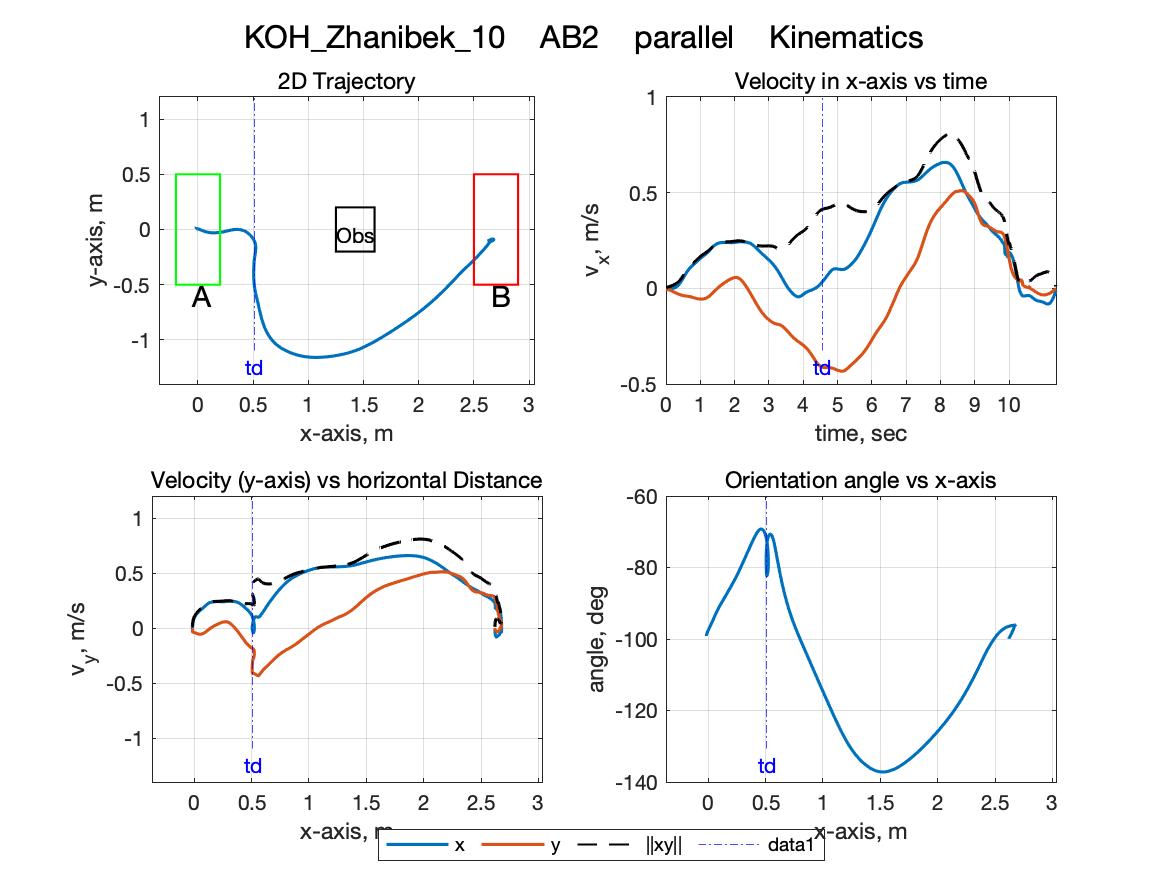 KOH_Zhanibek_10 AB2 parallel Kinematics
2D Trajectory
1
0.5
0
-0.5
-1
y-axis, m
Obs
A
B
td
0 0.5 1 1.5 2 2.5 3
x-axis, m
Velocity in x-axis vs time
1
0.5
0
-0.5
v_x, m/s
td
0 1 2 3 4 5 6 7 8 9 10
time, sec
Velocity (y-axis) vs horizontal Distance
1
0.5
0
-0.5
-1
v_y, m/s
td
0 0.5 1 1.5 2 2.5 3
x-axis, m
Orientation angle vs x-axis
-60
-80
-100
-120
-140
angle, deg
td
0 0.5 1 1.5 2 2.5 3
x-axis, m
x y ||xy|| data1